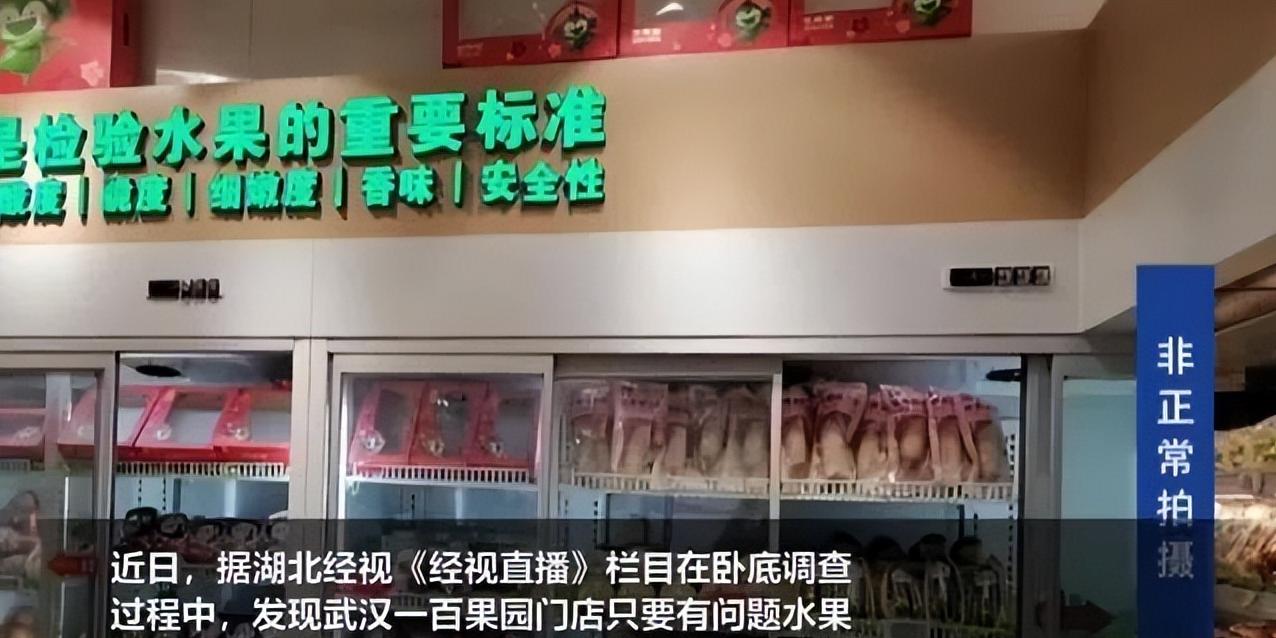 是检验水果的重要标准
酸度|脆度|细嫩度|香味|安全性
非正常拍摄
近日，据湖北经视《经视直播》栏目在卧底调查
过程中，发现武汉一百果园门店只要有问题水果